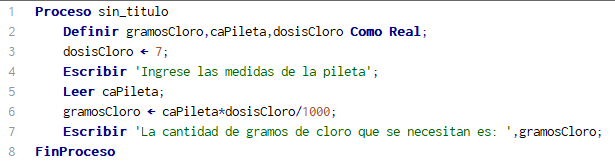 1 Proceso sin_titulo
2 Definir gramosCloro,caPileta,dosisCloro Como Real;
3 dosisCloro ← 7;
4 Escribir 'Ingrese las medidas de la pileta';
5 Leer caPileta;
6 gramosCloro ← caPileta*dosisCloro/1000;
7 Escribir 'La cantidad de gramos de cloro que se necesitan es: ',gramosCloro;
8 FinProceso